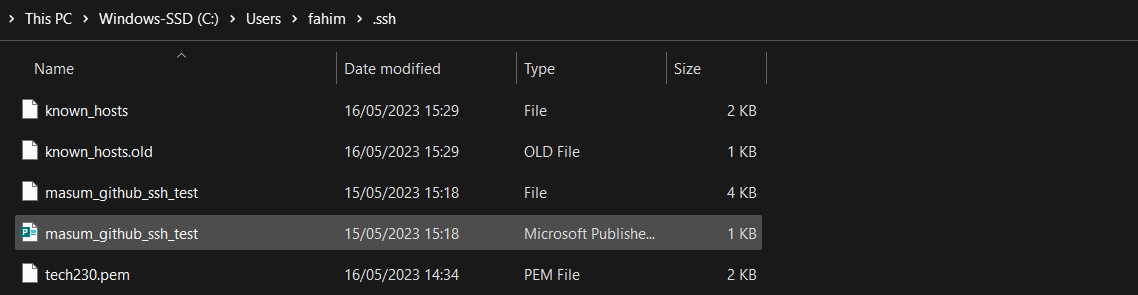 This PC > Windows-SSD (C:) > Users > fahim > .ssh
Name Date modified Type Size
known_hosts 16/05/2023 15:29 File 2 KB
known_hosts.old 16/05/2023 15:29 OLD File 1 KB
masum_github_ssh_test 15/05/2023 15:18 File 4 KB
masum_github_ssh_test 15/05/2023 15:18 Microsoft Publishe... 1 KB
tech230.pem 16/05/2023 14:34 PEM File 2 KB